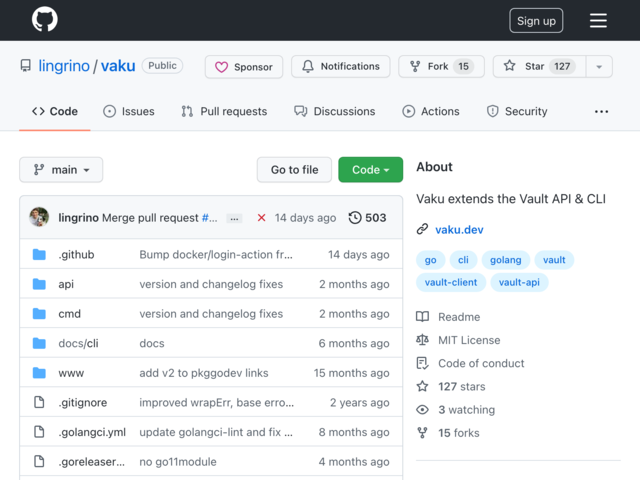 Sign up
lingrino / vaku Public
Sponsor Notifications Fork 15 Star 127
Code Issues Pull requests Discussions Actions Security ...
main Go to file Code
lingrino Merge pull request #... ... 14 days ago 503
.github Bump docker/login-action fr... 14 days ago
api version and changelog fixes 2 months ago
cmd version and changelog fixes 2 months ago
docs/cli docs 6 months ago
www add v2 to pkggodev links 15 months ago
.gitignore improved wrapErr, base erro... 2 years ago
.golangci.yml update golangci-lint and fix ... 8 months ago
.goreleaser... no go11module 4 months ago
About
Vaku extends the Vault API & CLI
vaku.dev
go cli golang vault
vault-client vault-api
Readme
MIT License
Code of conduct
127 stars
3 watching
15 forks